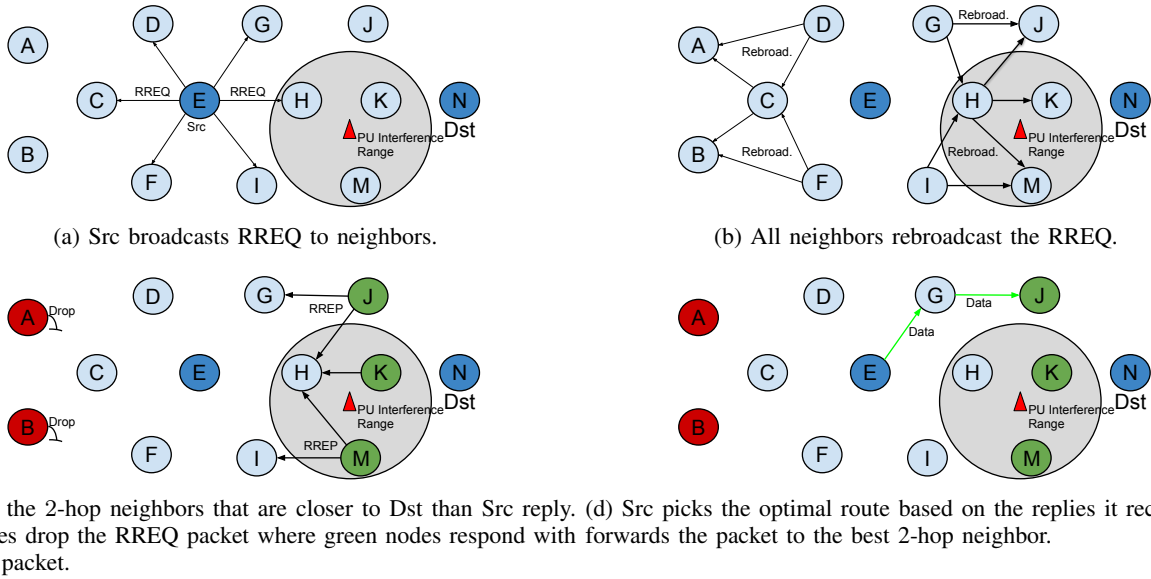 D
G
J
A
RREQ
RREQ
C
E
H
K
N
Src
Dst
PU Interference
Range
B
F
I
M
(a) Src broadcasts RREQ to neighbors.
D
G
Rebroad.
J
A
Rebroad.
C
E
H
K
N
Dst
PU Interference
Range
B
Rebroad.
Rebroad.
F
I
M
(b) All neighbors rebroadcast the RREQ.
D
G
J
A
Drop
RREP
C
E
H
K
N
Dst
PU Interference
Range
B
Drop
RREP
F
I
M
D
G
J
Data
A
Data
C
E
H
K
N
Dst
PU Interference
Range
B
F
I
M
the 2-hop neighbors that are closer to Dst than Src reply. (d) Src picks the optimal route based on the replies it rec
es drop the RREQ packet where green nodes respond with forwards the packet to the best 2-hop neighbor.
packet.